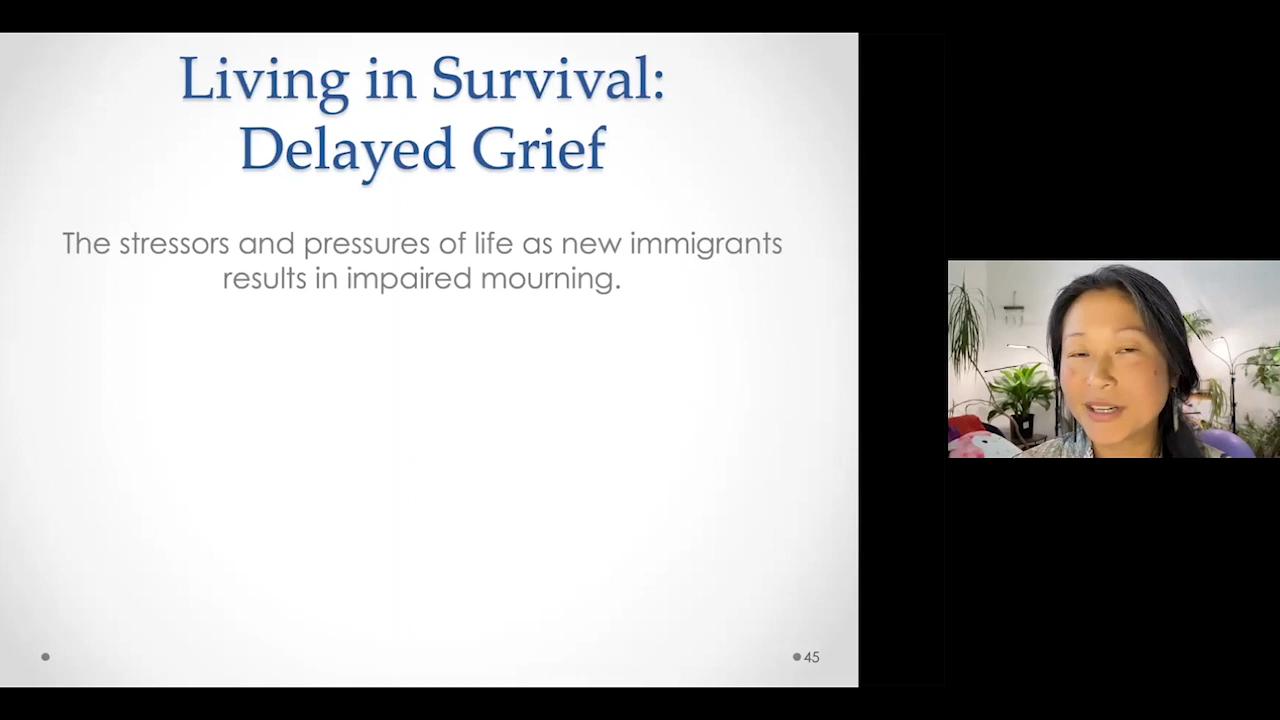 Living in Survival:
Delayed Grief
The stressors and pressures of life as new immigrants
results in impaired mourning.
45